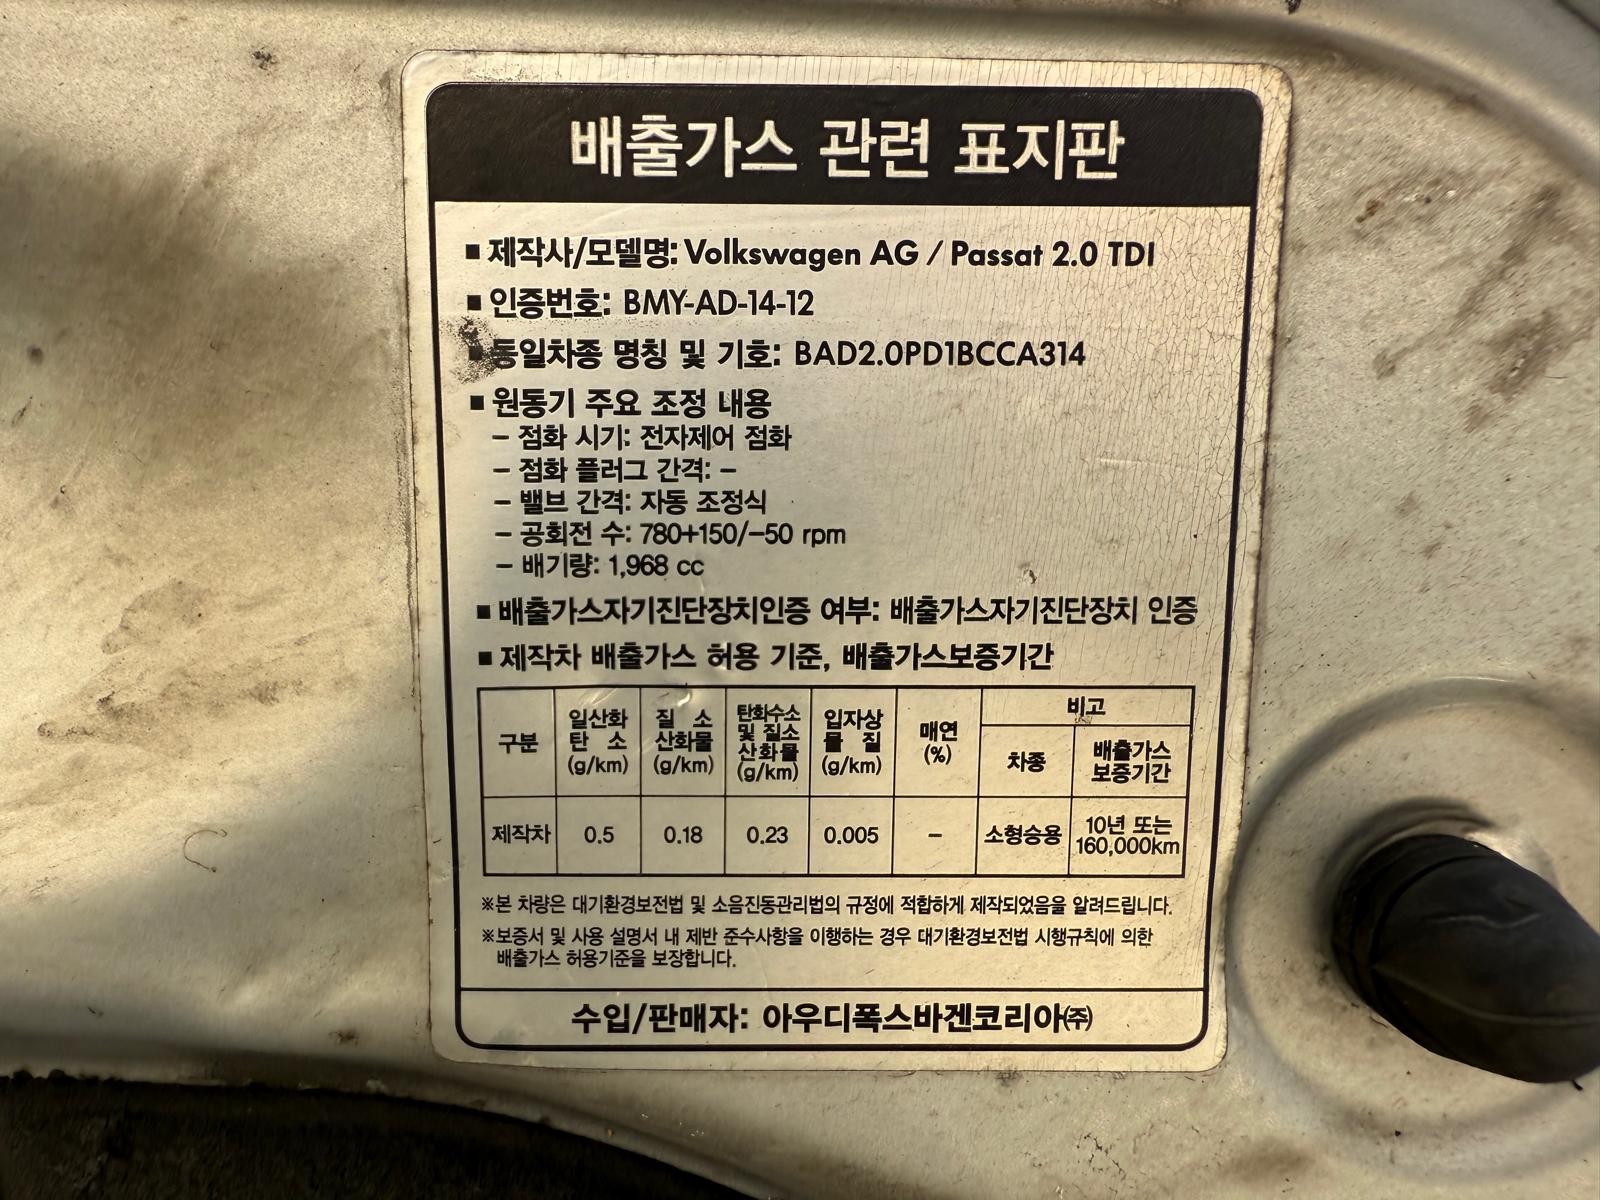 배출가스 관련 표지판
■ 제작사/모델명: Volkswagen AG / Passat 2.0 TDI
■ 인증번호: BMY-AD-14-12
■ 동일차종 명칭 및 기호: BAD2.0PD1BCCA314
■ 원동기 주요 조정 내용
– 점화 시기: 전자제어 점화
– 점화 플러그 간격: –
– 밸브 간격: 자동 조정식
– 공회전 수: 780+150/–50 rpm
– 배기량: 1,968 cc
■ 배출가스자기진단장치인증 여부: 배출가스자기진단장치 인증
■ 제작차 배출가스 허용 기준, 배출가스보증기간
구분 일산화 탄 소 (g/km) 질 소 산화물 (g/km) 탄화수소 및 질소 산화물 (g/km) 입자상 물 질 (g/km) 매연 (%) 비고
차종 배출가스 보증기간
제작차 0.5 0.18 0.23 0.005 – 소형승용 10년 또는 160,000km
※본 차량은 대기환경보전법 및 소음진동관리법의 규정에 적합하게 제작되었음을 알려드립니다.
※보증서 및 사용 설명서 내 제반 준수사항을 이행하는 경우 대기환경보전법 시행규칙에 의한
배출가스 허용기준을 보장합니다.
수입/판매자: 아우디폭스바겐코리아㈜